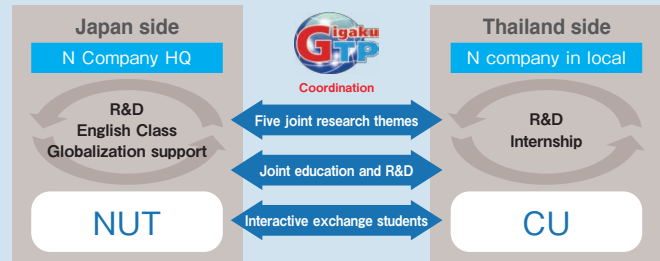 Japan side
N Company HQ
R&D
English Class
Globalization support
NUT
Gigaku
GTP
Coordination
Five joint research themes
Joint education and R&D
Interactive exchange students
Thailand side
N company in local
R&D
Internship
CU